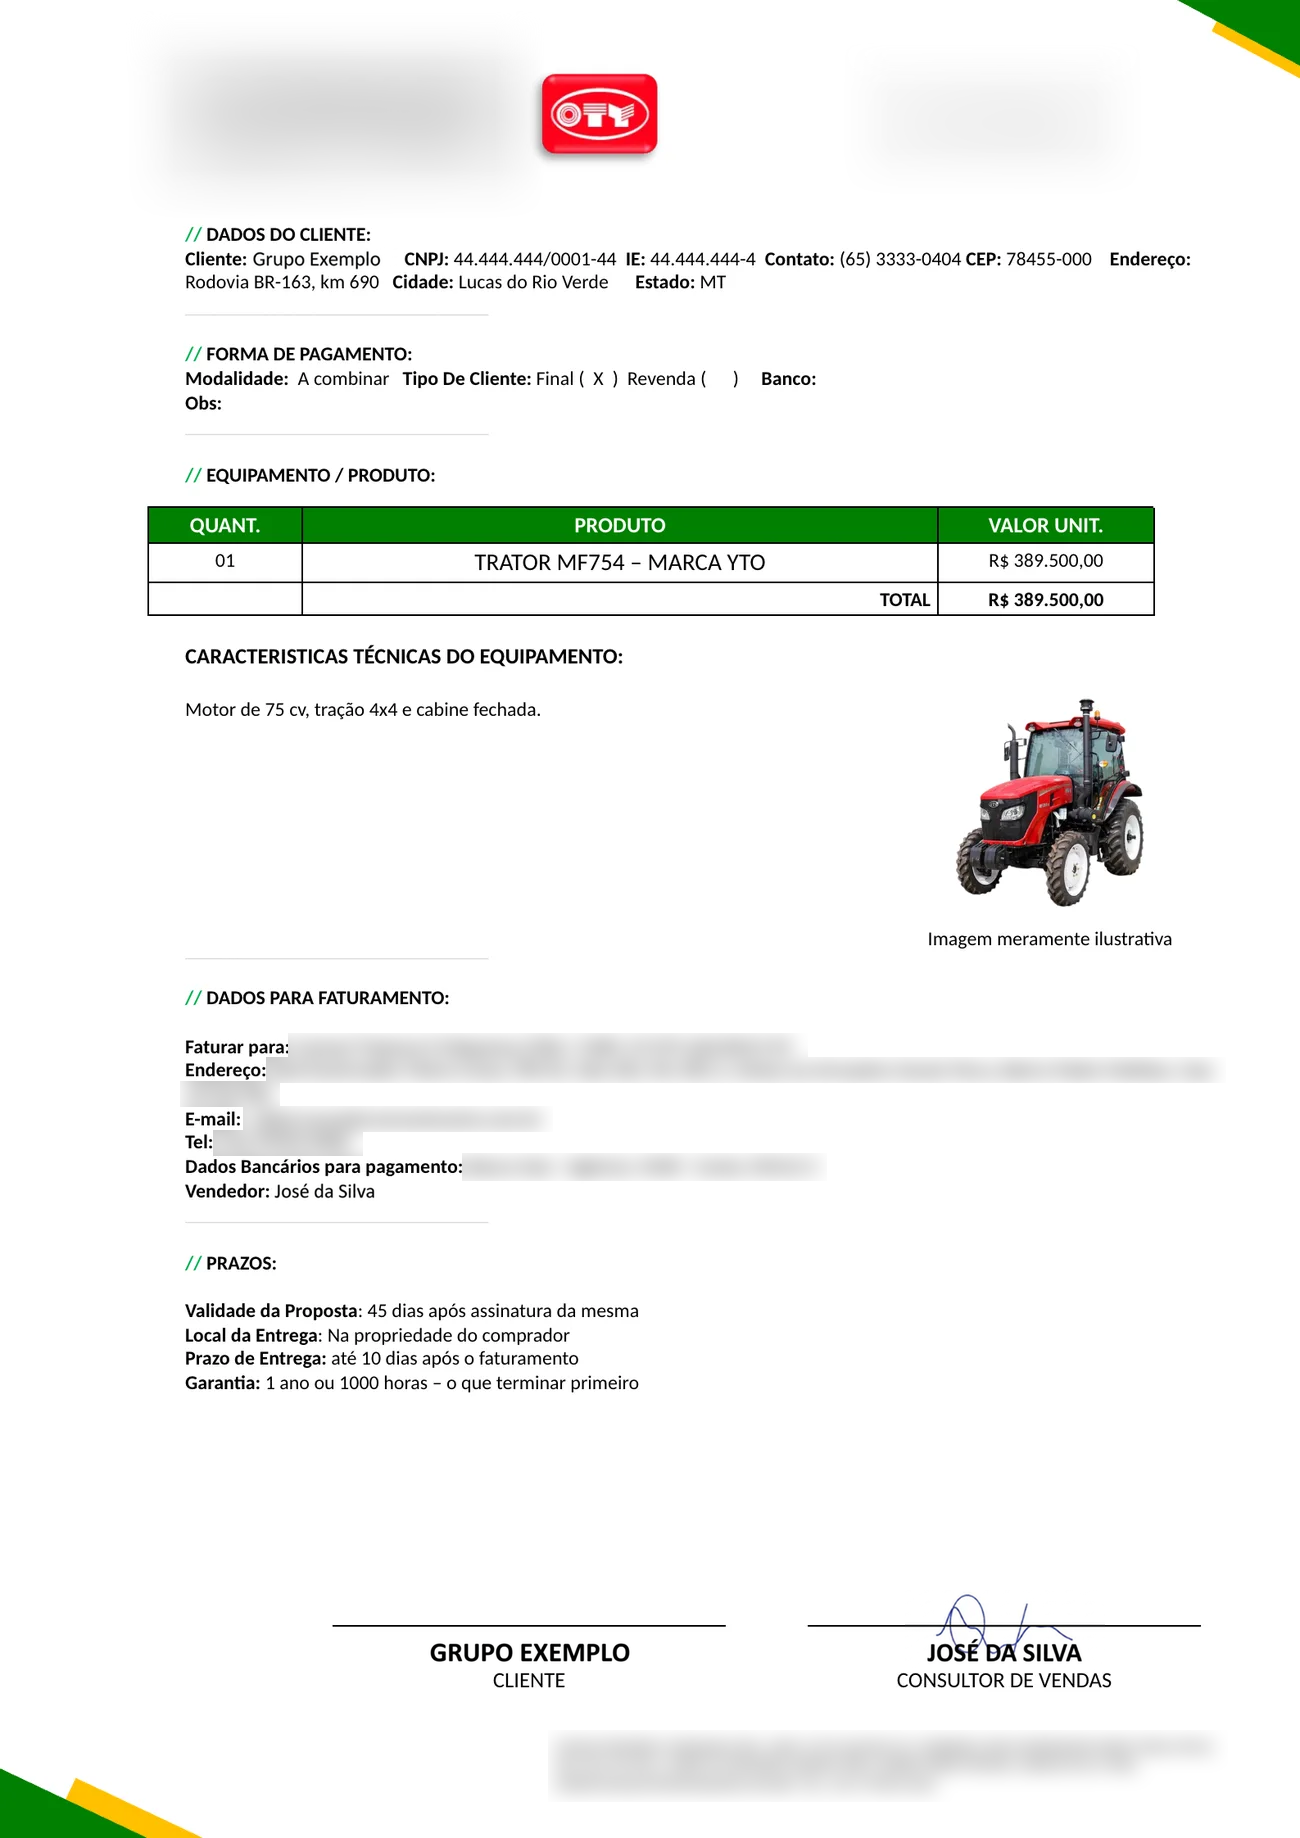 OTY
// DADOS DO CLIENTE:
Cliente: Grupo Exemplo CNPJ: 44.444.444/0001-44 IE: 44.444.444-4 Contato: (65) 3333-0404 CEP: 78455-000 Endereço:
Rodovia BR-163, km 690 Cidade: Lucas do Rio Verde Estado: MT
// FORMA DE PAGAMENTO:
Modalidade: A combinar Tipo De Cliente: Final ( X ) Revenda ( ) Banco:
Obs:
// EQUIPAMENTO / PRODUTO:
QUANT. PRODUTO VALOR UNIT.
01 TRATOR MF754 – MARCA YTO R$ 389.500,00
TOTAL R$ 389.500,00
CARACTERISTICAS TÉCNICAS DO EQUIPAMENTO:
Motor de 75 cv, tração 4x4 e cabine fechada.
Imagem meramente ilustrativa
// DADOS PARA FATURAMENTO:
Faturar para:
Endereço:
E-mail:
Tel:
Dados Bancários para pagamento:
Vendedor: José da Silva
// PRAZOS:
Validade da Proposta: 45 dias após assinatura da mesma
Local da Entrega: Na propriedade do comprador
Prazo de Entrega: até 10 dias após o faturamento
Garantia: 1 ano ou 1000 horas – o que terminar primeiro
GRUPO EXEMPLO
CLIENTE
JOSÉ DA SILVA
CONSULTOR DE VENDAS